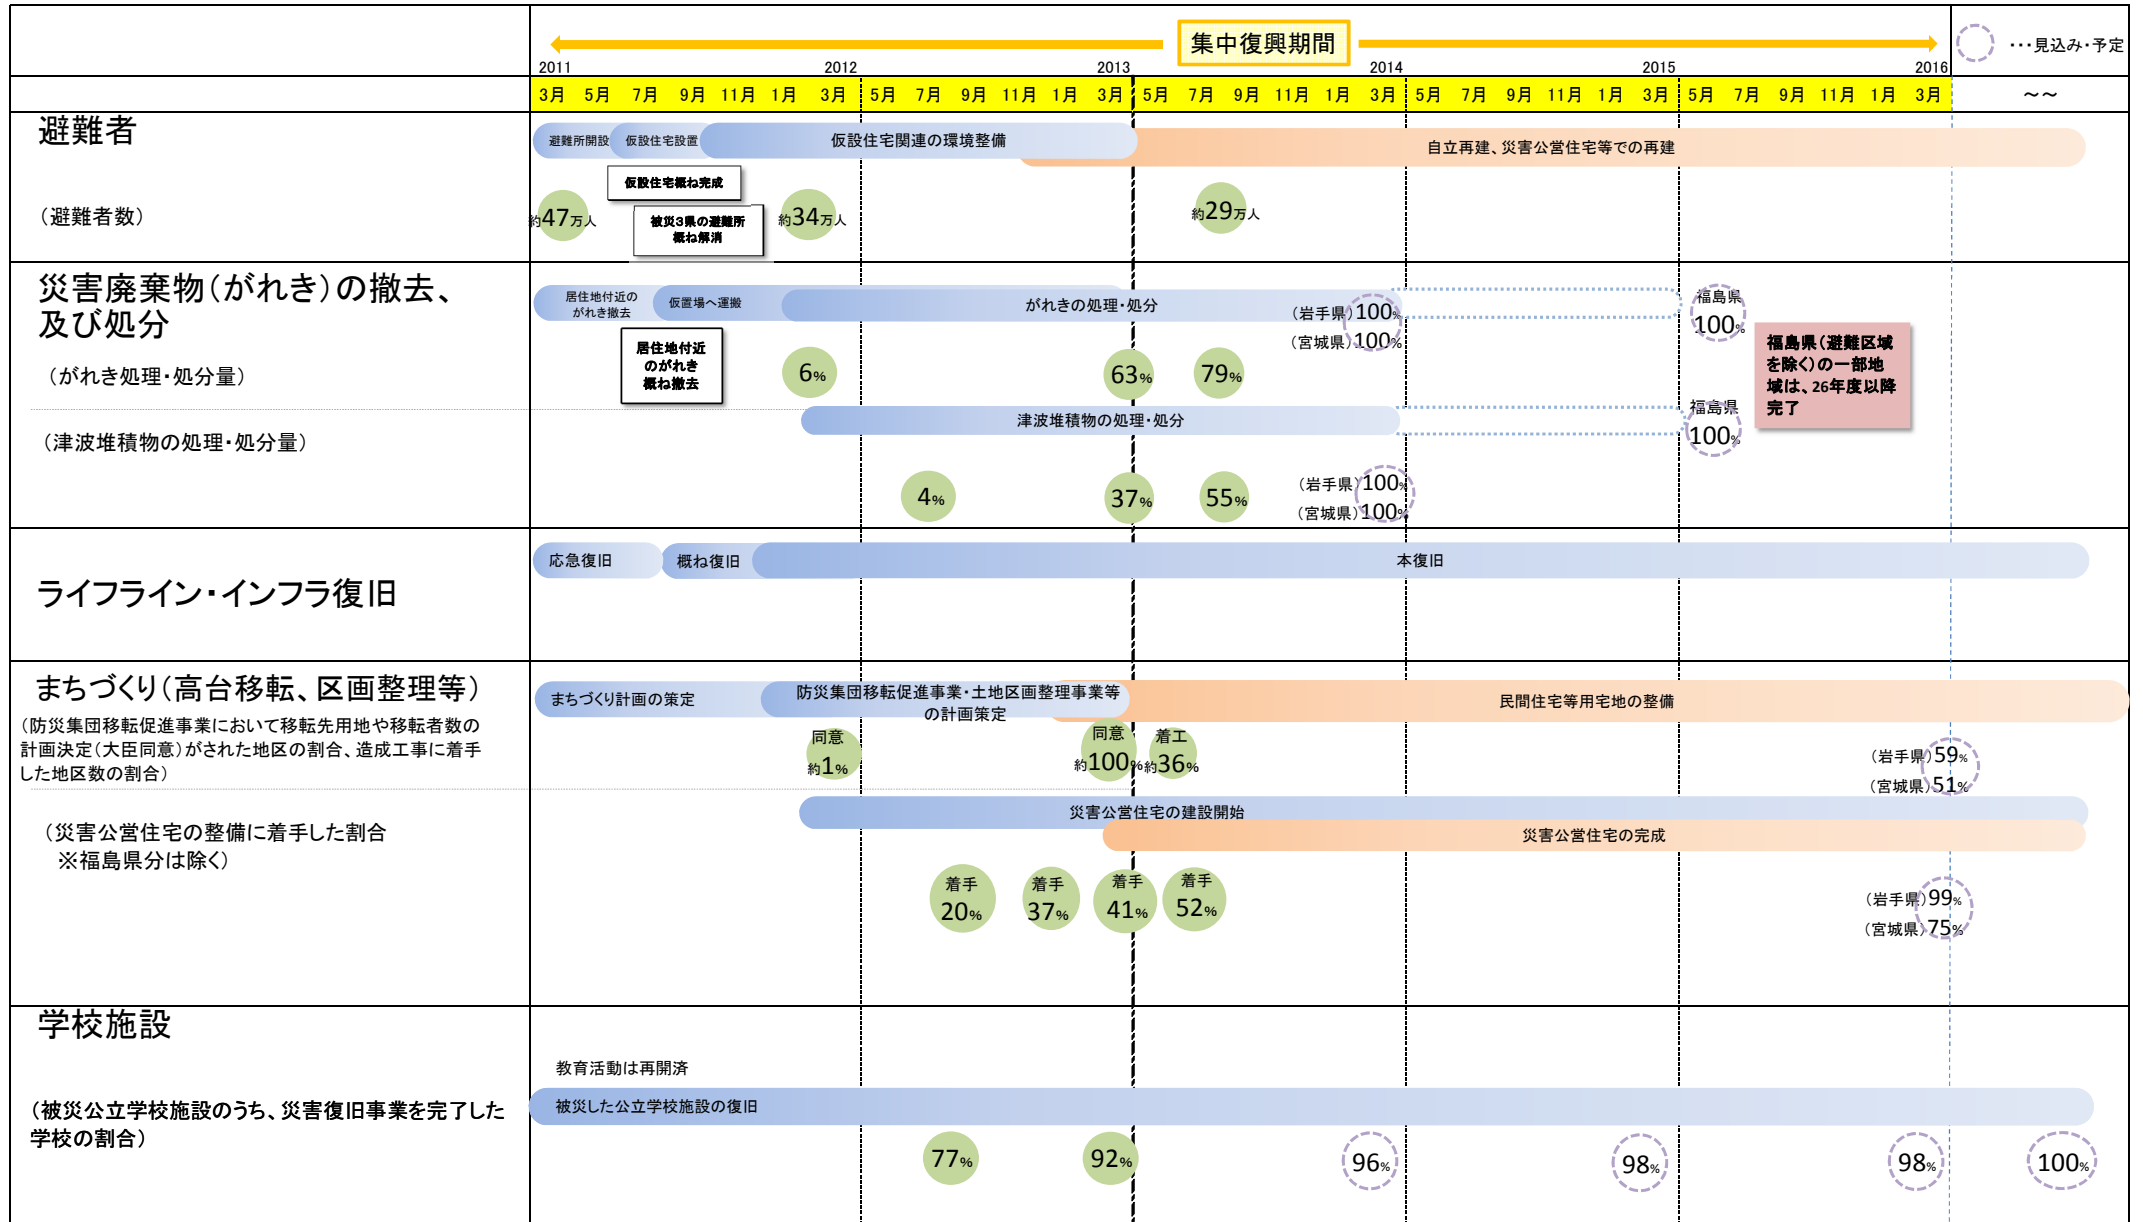 集中復興期間
・・・見込み・予定
2011 2012 2013 2014 2015 2016
3月 5月 7月 9月 11月 1月 3月 5月 7月 9月 11月 1月 3月 5月 7月 9月 11月 1月 3月 5月 7月 9月 11月 1月 3月 5月 7月 9月 11月 1月 3月 ～～
避難者
避難所開設 仮設住宅設置 仮設住宅関連の環境整備 自立再建、災害公営住宅等での再建
仮設住宅概ね完成
（避難者数）
約47万人
被災3県の避難所
概ね解消
約34万人
約29万人
災害廃棄物（がれき）の撤去、
及び処分
居住地付近の
がれき撤去
仮置場へ運搬
がれきの処理・処分
（岩手県）100%
（宮城県）100%
福島県
100%
居住地付近
のがれき
概ね撤去
福島県（避難区域
を除く）の一部地
域は、26年度以降
完了
（がれき処理・処分量）
6% 63% 79%
津波堆積物の処理・処分
福島県
100%
（津波堆積物の処理・処分量）
4% 37% 55%
（岩手県）100%
（宮城県）100%
ライフライン・インフラ復旧
応急復旧 概ね復旧 本復旧
まちづくり（高台移転、区画整理等）
（防災集団移転促進事業において移転先用地や移転者数の
計画決定（大臣同意）がされた地区の割合、造成工事に着手
した地区数の割合）
まちづくり計画の策定
防災集団移転促進事業・土地区画整理事業等
の計画策定
民間住宅等用宅地の整備
同意
約1%
同意
約100%
着工
約36%
（岩手県）59%
（宮城県）51%
災害公営住宅の建設開始
災害公営住宅の完成
（災害公営住宅の整備に着手した割合
※福島県分は除く）
着手
20%
着手
37%
着手
41%
着手
52%
（岩手県）99%
（宮城県）75%
学校施設
教育活動は再開済
被災した公立学校施設の復旧
（被災公立学校施設のうち、災害復旧事業を完了した
学校の割合）
77% 92% 96% 98% 98% 100%